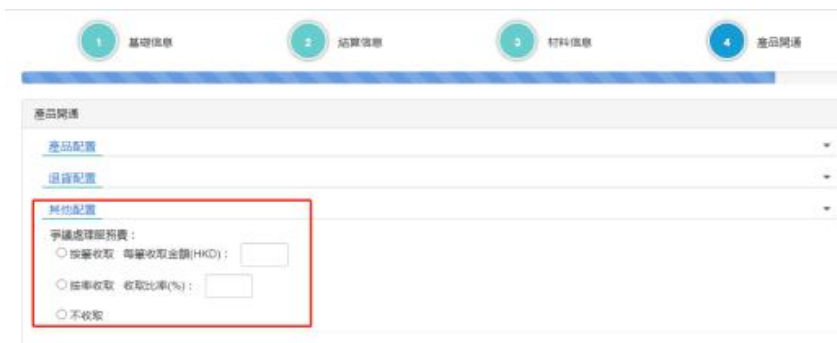 1 基礎信息 2 結算信息 3 材料信息 4 產品開通
產品開通
產品配置
退貨配置
其他配置
爭議處理服務費：
按筆收取 每筆收取金額(HKD)：
按率收取 收取比率(%)：
不收取